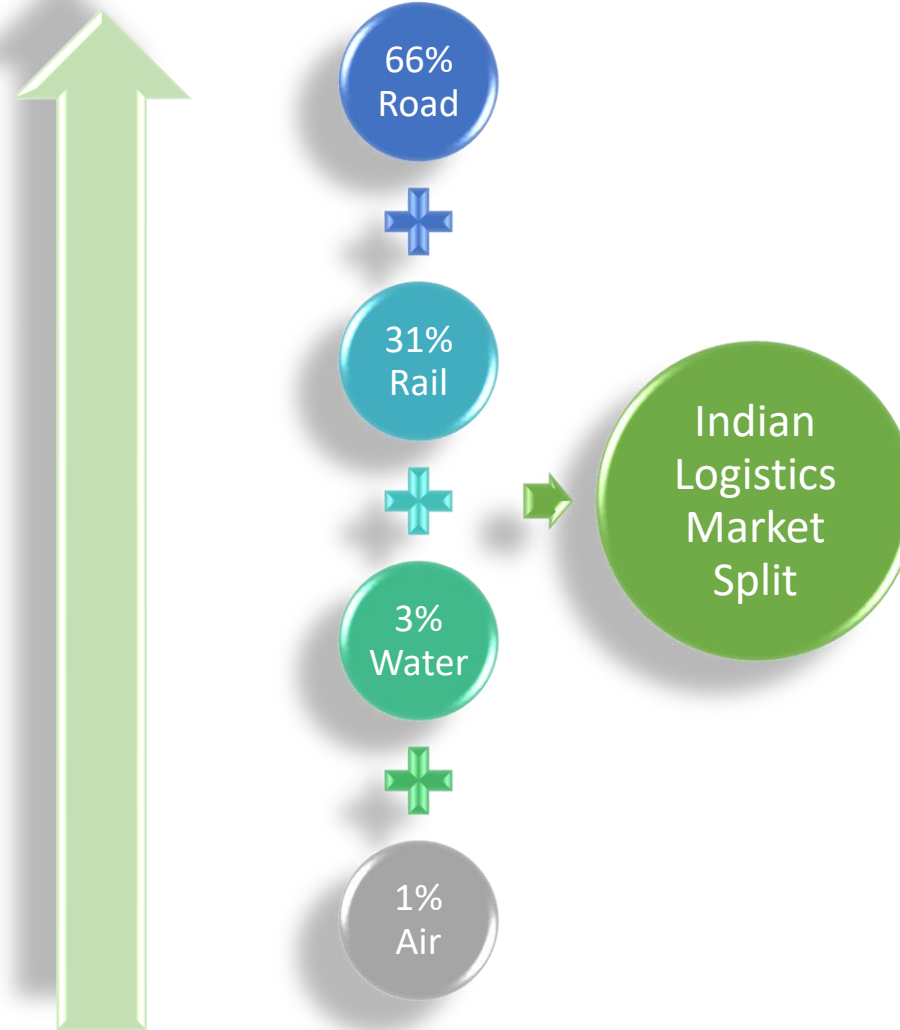 66%
Road
31%
Rail
Indian
Logistics
Market
Split
3%
Water
1%
Air